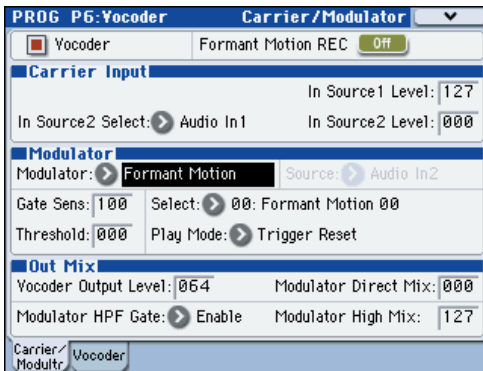 PROG P6:Vocoder Carrier/Modulator
Vocoder Formant Motion REC Off
Carrier Input
In Source1 Level: 127
In Source2 Select: Audio In1 In Source2 Level: 000
Modulator
Modulator: Formant Motion Source: Audio In2
Gate Sens: 100 Select: 00: Formant Motion 00
Threshold: 000 Play Mode: Trigger Reset
Out Mix
Vocoder Output Level: 064 Modulator Direct Mix: 000
Modulator HPF Gate: Enable Modulator High Mix: 127
Carrier/
Modultr Vocoder